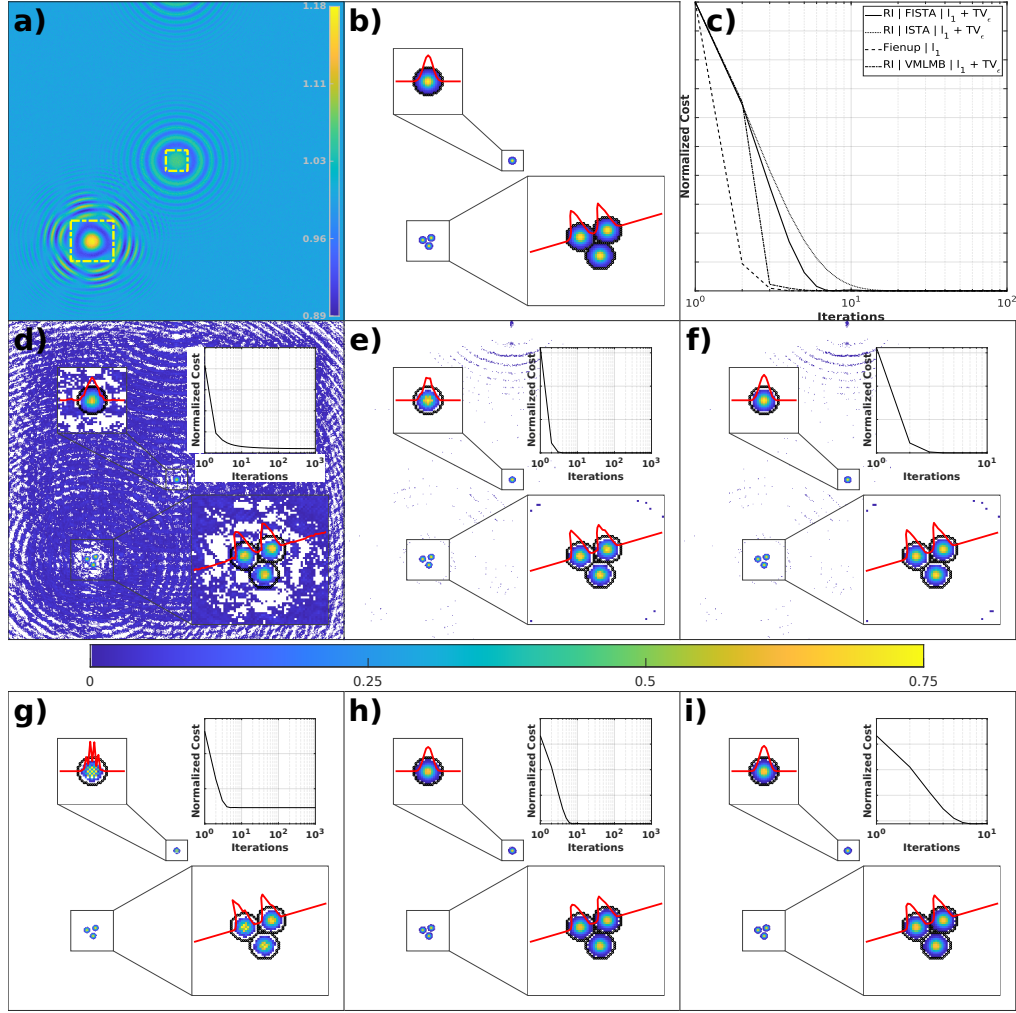 a)
1.18
1.11
1.03
0.96
0.89
b)
c)
RI | FISTA | l1 + TVϵ
RI | ISTA | l1 + TVϵ
Fienup | l1
RI | VMLMB | l1 + TVϵ
Normalized Cost
10^0 10^1 10^2
Iterations
d)
Normalized Cost
10^0 10^1 10^2 10^3
Iterations
e)
Normalized Cost
10^0 10^1 10^2 10^3
Iterations
f)
Normalized Cost
10^0 10^1
Iterations
0 0.25 0.5 0.75
g)
Normalized Cost
10^0 10^1 10^2 10^3
Iterations
h)
Normalized Cost
10^0 10^1 10^2 10^3
Iterations
i)
Normalized Cost
10^0 10^1
Iterations